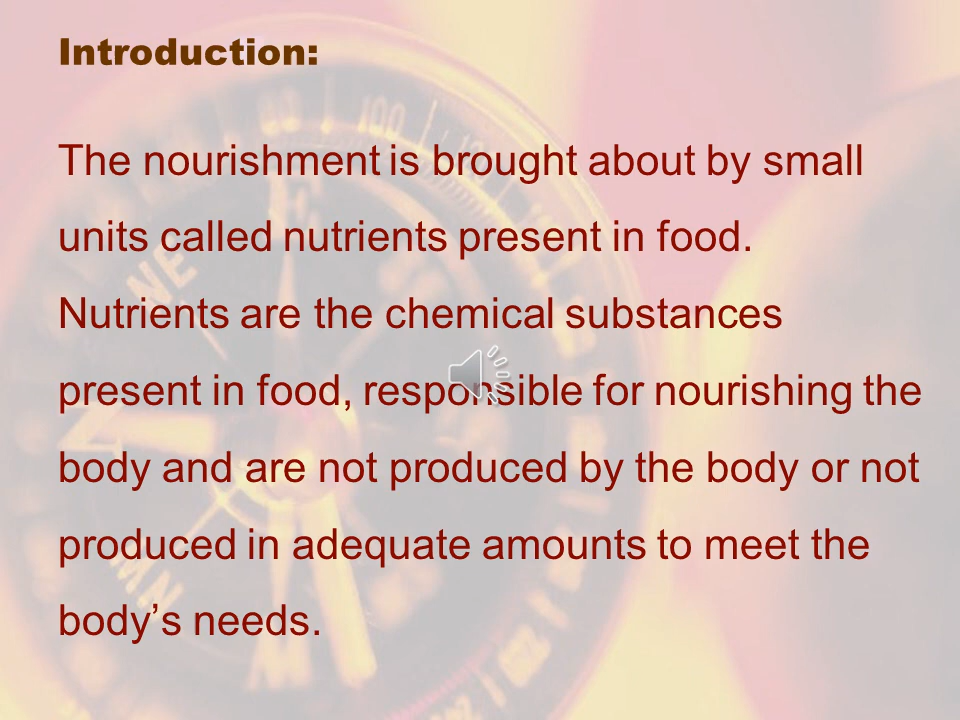 Introduction:
The nourishment is brought about by small
units called nutrients present in food.
Nutrients are the chemical substances
present in food, responsible for nourishing the
body and are not produced by the body or not
produced in adequate amounts to meet the
body’s needs.
100
NE